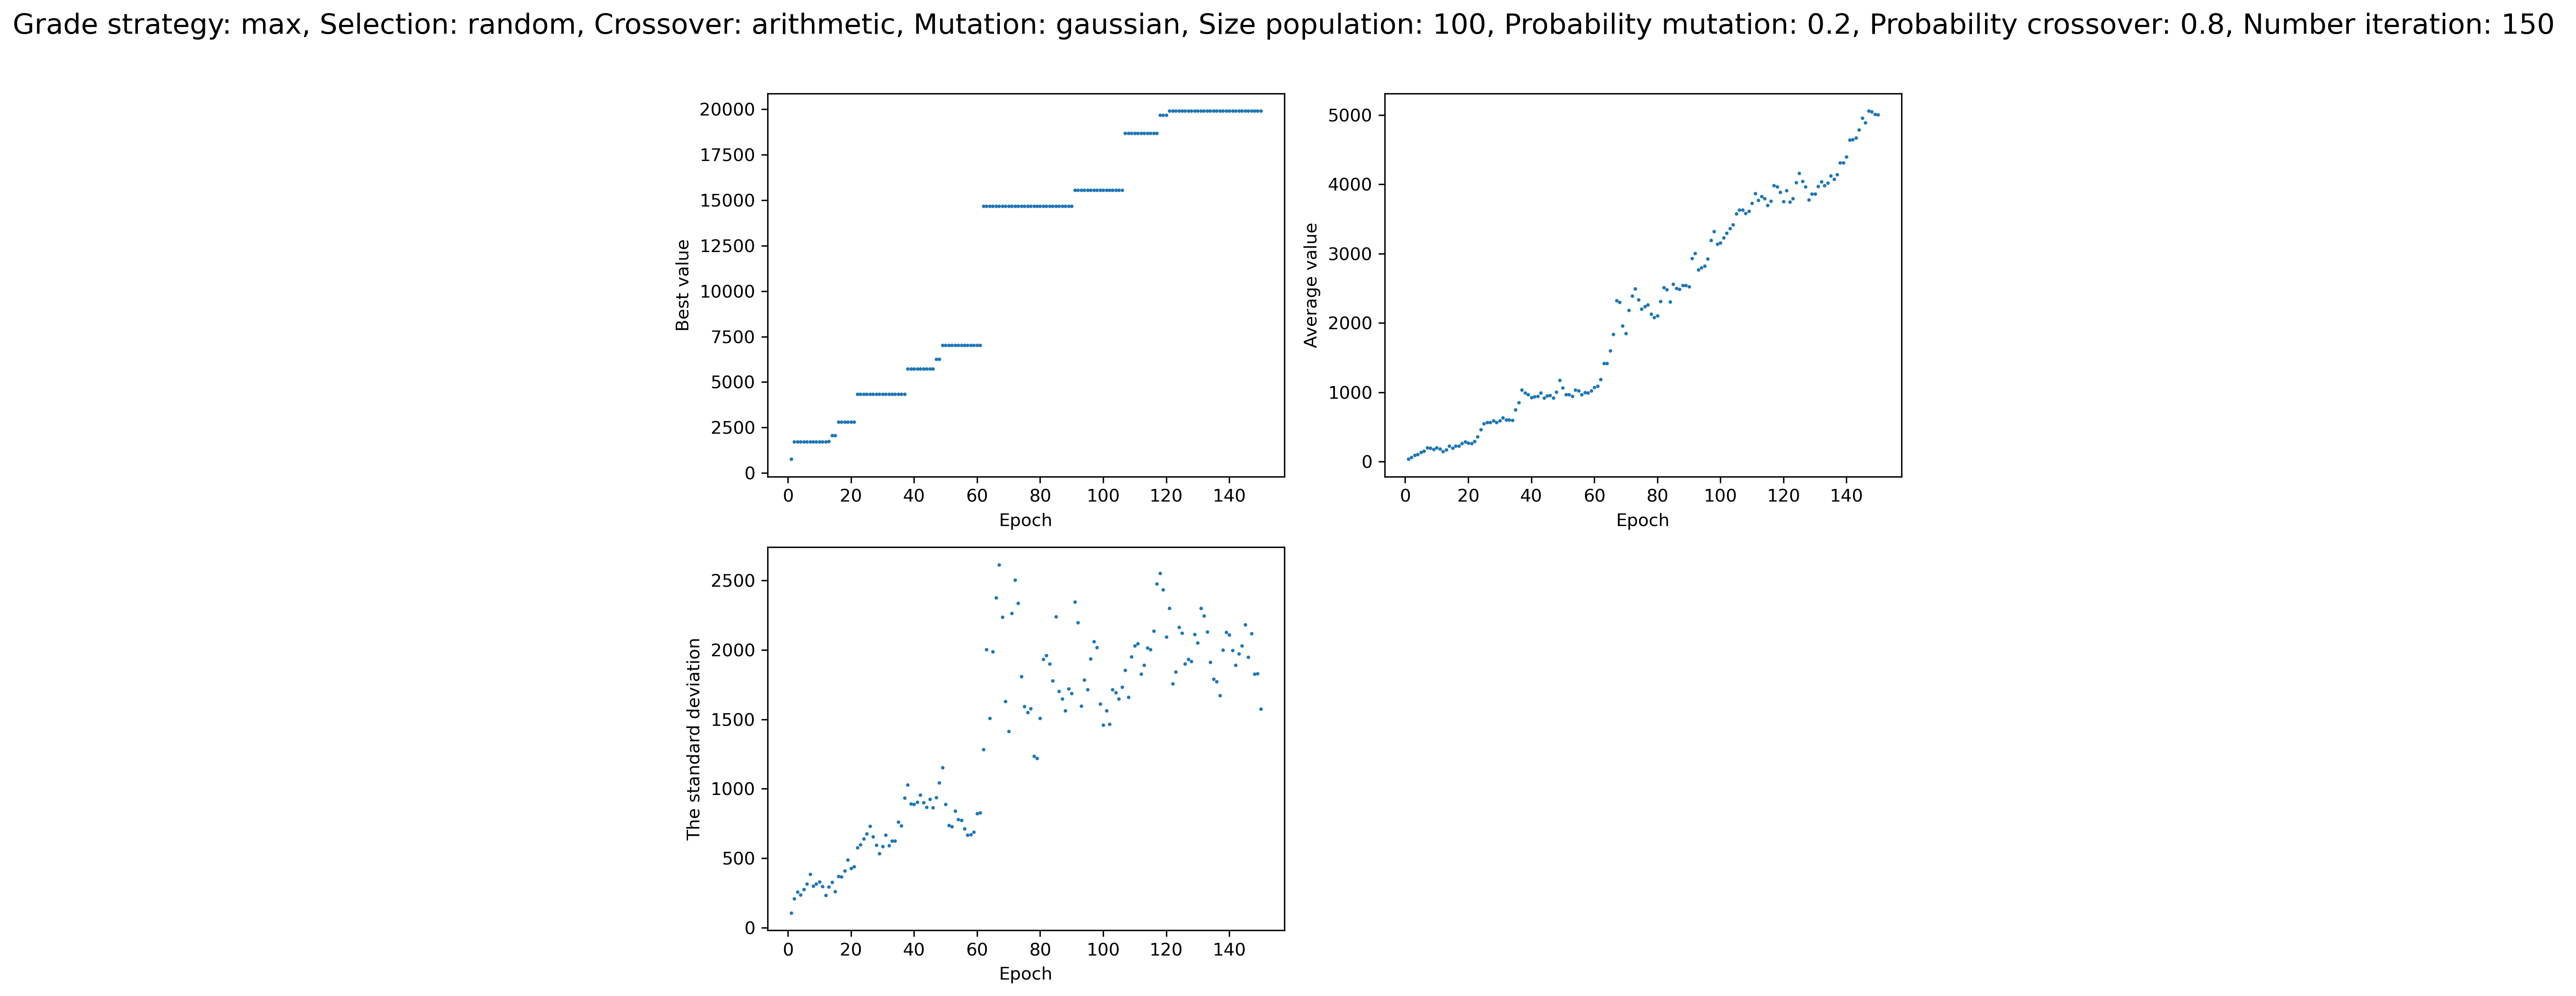 Grade strategy: max, Selection: random, Crossover: arithmetic, Mutation: gaussian, Size population: 100, Probability mutation: 0.2, Probability crossover: 0.8, Number iteration: 150
20000
17500
15000
12500
10000
7500
5000
2500
0
Best value
0 20 40 60 80 100 120 140
Epoch
5000
4000
3000
2000
1000
0
Average value
0 20 40 60 80 100 120 140
Epoch
2500
2000
1500
1000
500
0
The standard deviation
0 20 40 60 80 100 120 140
Epoch